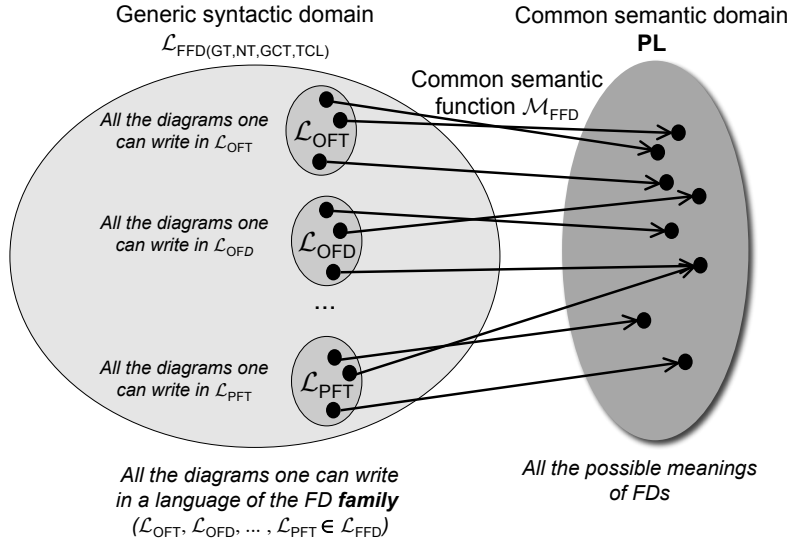 Generic syntactic domain
ℒFFD(GT,NT,GCT,TCL)
Common semantic domain
PL
Common semantic
function ℳFFD
All the diagrams one
can write in ℒOFT
ℒOFT
All the diagrams one
can write in ℒOFD
ℒOFD
...
All the diagrams one
can write in ℒPFT
ℒPFT
All the diagrams one can write
in a language of the FD family
(ℒOFT, ℒOFD, ... , ℒPFT ∈ ℒFFD)
All the possible meanings
of FDs